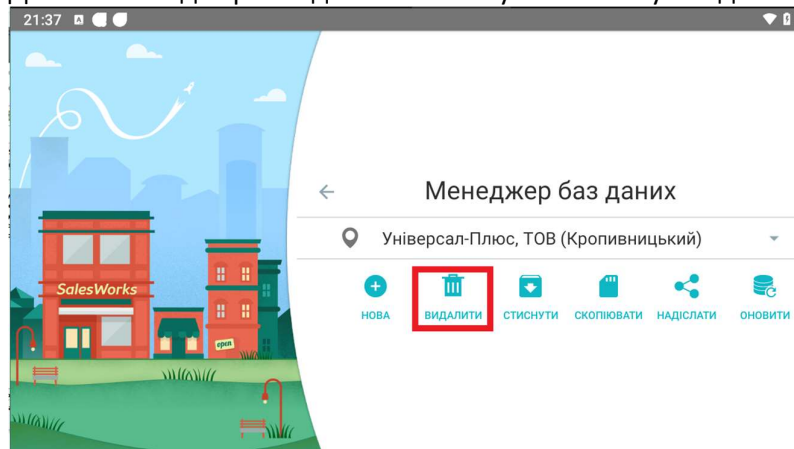 21:37
Менеджер баз даних
Універсал-Плюс, ТОВ (Кропивницький)
SalesWorks
НОВА ВИДАЛИТИ СТИСНУТИ СКОПІЮВАТИ НАДІСЛАТИ ОНОВИТИ
open